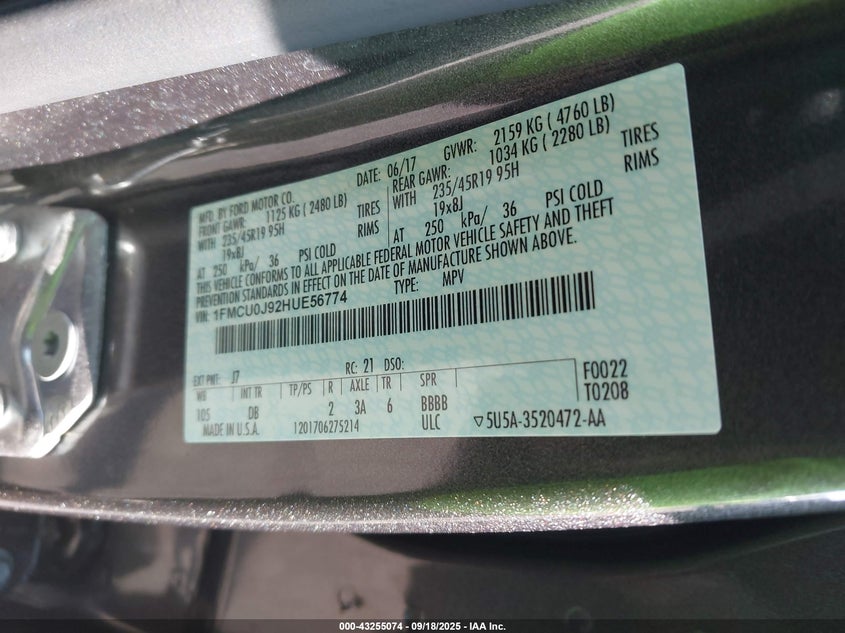 MFD. BY FORD MOTOR CO.
DATE: 06/17 GVWR: 2159 KG ( 4760 LB)
FRONT GAWR: 1125 KG (2480 LB)
REAR GAWR: 1034 KG ( 2280 LB)
WITH 235/45R19 95H TIRES
WITH 235/45R19 95H TIRES
19x8J RIMS
19x8J RIMS
AT 250 kPa/ 36 PSI COLD
AT 250 kPa/ 36 PSI COLD
THIS VEHICLE CONFORMS TO ALL APPLICABLE FEDERAL MOTOR VEHICLE SAFETY AND THEFT
PREVENTION STANDARDS IN EFFECT ON THE DATE OF MANUFACTURE SHOWN ABOVE.
VIN: 1FMCU0J92HUE56774 TYPE: MPV
EXT PNT: J7 RC: 21 DSO:
WB INT TR TP/PS R AXLE TR SPR F0022
105 DB 2 3A 6 BBBB T0208
MADE IN U.S.A. 1201706275214 ULC ▽5U5A-3520472-AA
000-43255074 - 09/18/2025 - IAA Inc.